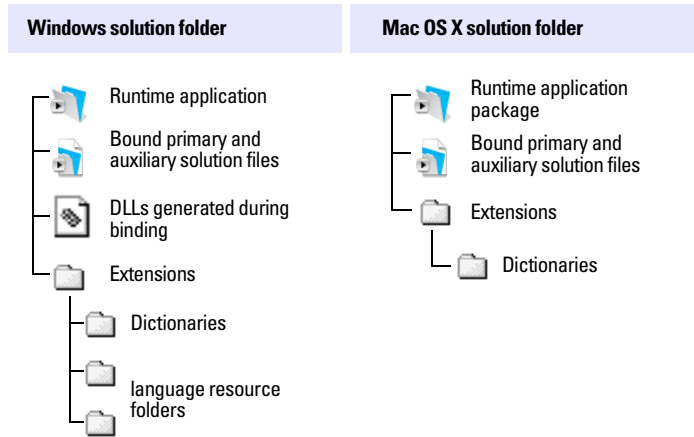 Windows solution folder
Runtime application
Bound primary and
auxiliary solution files
DLLs generated during
binding
Extensions
Dictionaries
language resource
folders
Mac OS X solution folder
Runtime application
package
Bound primary and
auxiliary solution files
Extensions
Dictionaries